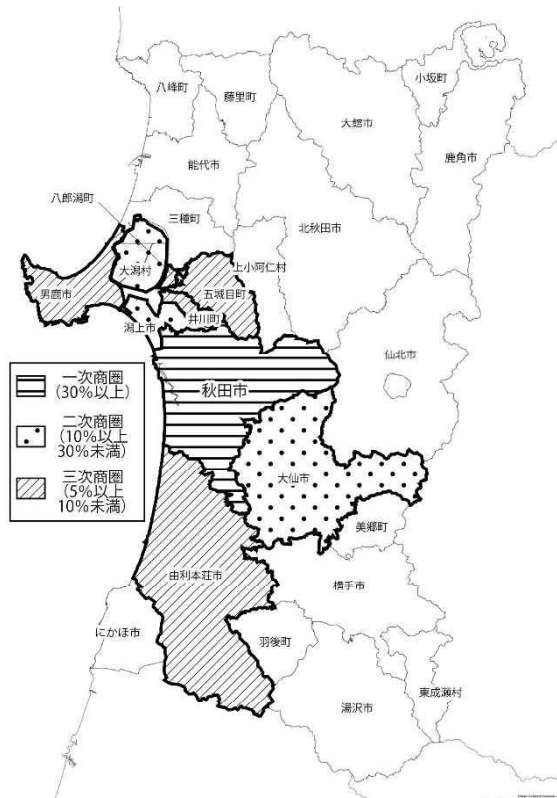 八峰町
藤里町
小坂町
大館市
鹿角市
能代市
八郎潟町
三種町
北秋田市
大潟村
上小阿仁村
男鹿市
五城目町
潟上市
井川町
仙北市
秋田市
一次商圏
(30%以上)
二次商圏
(10%以上
30%未満)
三次商圏
(5%以上
10%未満)
大仙市
美郷町
由利本荘市
横手市
にかほ市
羽後町
東成瀬村
湯沢市